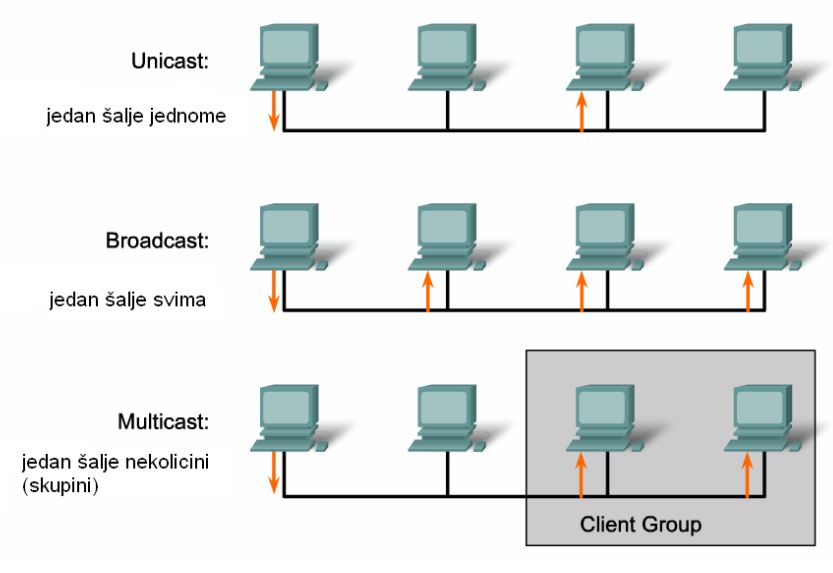 Unicast:
jedan šalje jednome
Broadcast:
jedan šalje svima
Multicast:
jedan šalje nekolicini
(skupini)
Client Group